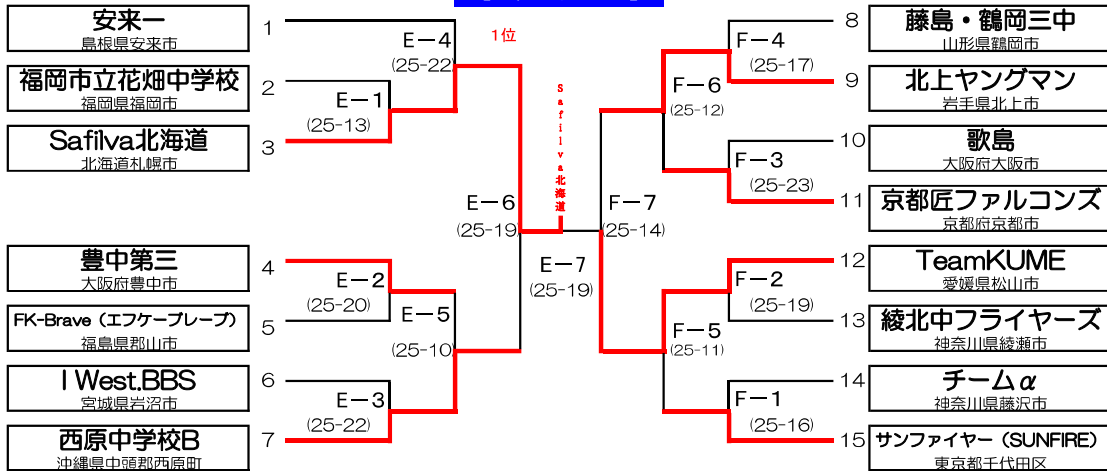 安来一
島根県安来市
1
福岡市立花畑中学校
福岡県福岡市
2
Safilva北海道
北海道札幌市
3
豊中第三
大阪府豊中市
4
FK-Brave（エフケーブレーブ）
福島県郡山市
5
I West.BBS
宮城県岩沼市
6
西原中学校B
沖縄県中頭郡西原町
7
E－4
(25-22)
E－1
(25-13)
E－6
(25-19)
E－2
(25-20)
E－5
(25-10)
E－3
(25-22)
1位
Safilva北海道
E－7
(25-19)
F－4
(25-17)
F－6
(25-12)
F－3
(25-23)
F－7
(25-14)
F－2
(25-19)
F－5
(25-11)
F－1
(25-16)
8
藤島・鶴岡三中
山形県鶴岡市
9
北上ヤングマン
岩手県北上市
10
歌島
大阪府大阪市
11
京都匠ファルコンズ
京都府京都市
12
TeamKUME
愛媛県松山市
13
綾北中フライヤーズ
神奈川県綾瀬市
14
チームα
神奈川県藤沢市
15
サンファイヤー（SUNFIRE）
東京都千代田区